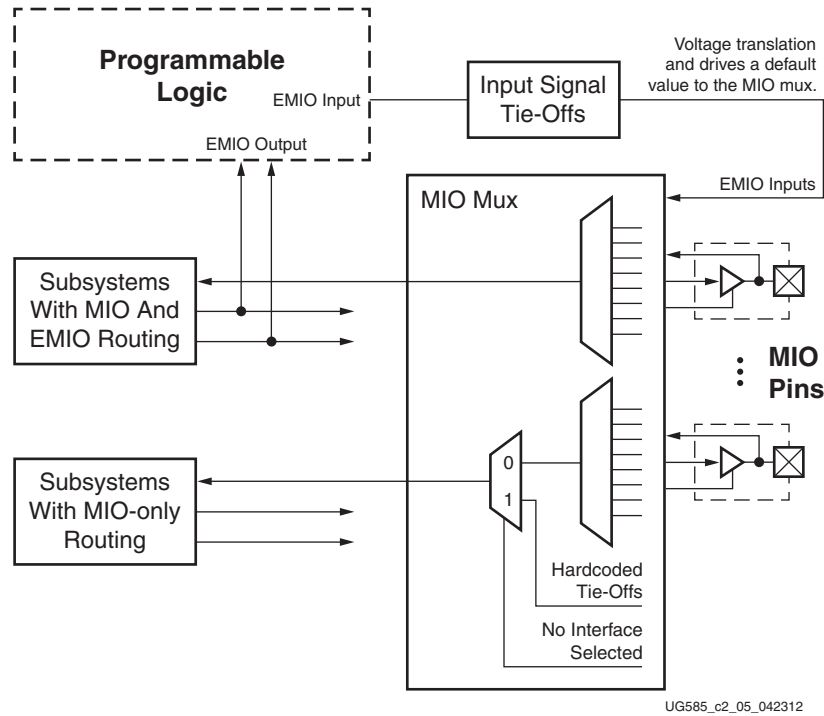 Programmable
Logic
EMIO Input
EMIO Output
Input Signal
Tie-Offs
Voltage translation
and drives a default
value to the MIO mux.
EMIO Inputs
MIO Mux
Subsystems
With MIO And
EMIO Routing
MIO
Pins
Subsystems
With MIO-only
Routing
0
1
Hardcoded
Tie-Offs
No Interface
Selected
UG585_c2_05_042312